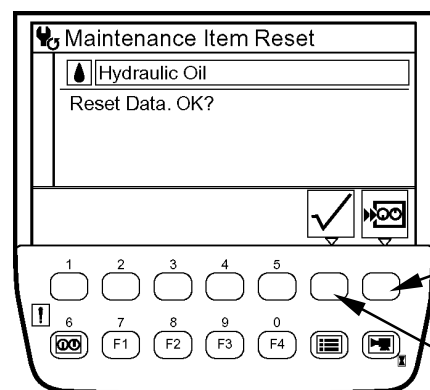 Maintenance Item Reset
Hydraulic Oil
Reset Data. OK?
1 2 3 4 5
6 7 8 9 0
F1 F2 F3 F4